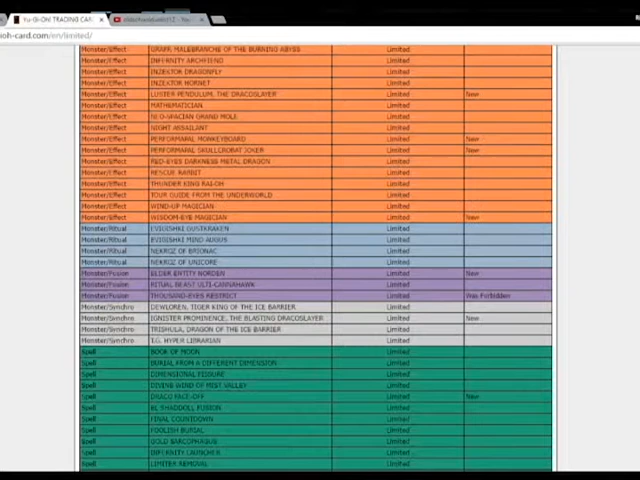 Yu-Gi-Oh! TRADING CAR
ioh-card.com/en/limited/
Monster/Effect GRAFF, MALEBRANCHE OF THE BURNING ABYSS Limited
Monster/Effect INFERNITY ARCHFIEND Limited
Monster/Effect INZEKTOR DRAGONFLY Limited
Monster/Effect INZEKTOR HORNET Limited
Monster/Effect LUSTER PENDULUM, THE DRACOSLAYER Limited New
Monster/Effect MATHEMATICIAN Limited
Monster/Effect NEO-SPACIAN GRAND MOLE Limited
Monster/Effect NIGHT ASSAILANT Limited
Monster/Effect PERFORMAPAL MONKEYBOARD Limited New
Monster/Effect PERFORMAPAL SKULLCROBAT JOKER Limited New
Monster/Effect RED-EYES DARKNESS METAL DRAGON Limited
Monster/Effect RESCUE RABBIT Limited
Monster/Effect THUNDER KING RAI-OH Limited
Monster/Effect TOUR GUIDE FROM THE UNDERWORLD Limited
Monster/Effect WIND-UP MAGICIAN Limited
Monster/Effect WISDOM-EYE MAGICIAN Limited New
Monster/Ritual EVIGISHKI GUSTKRAKEN Limited
Monster/Ritual EVIGISHKI MIND AUGUS Limited
Monster/Ritual NEKROZ OF BRIONAC Limited
Monster/Ritual NEKROZ OF UNICORE Limited
Monster/Fusion ELDER ENTITY NORDEN Limited New
Monster/Fusion RITUAL BEAST ULTI-CANNAHAWK Limited
Monster/Fusion THOUSAND-EYES RESTRICT Limited Was Forbidden
Monster/Synchro DEWLOREN, TIGER KING OF THE ICE BARRIER Limited
Monster/Synchro IGNISTER PROMINENCE, THE BLASTING DRACOSLAYER Limited New
Monster/Synchro TRISHULA, DRAGON OF THE ICE BARRIER Limited
Monster/Synchro T.G. HYPER LIBRARIAN Limited
Spell BOOK OF MOON Limited
Spell BURIAL FROM A DIFFERENT DIMENSION Limited
Spell DIMENSIONAL FISSURE Limited
Spell DIVINE WIND OF MIST VALLEY Limited
Spell DRACO FACE-OFF Limited New
Spell EL SHADDOLL FUSION Limited
Spell FINAL COUNTDOWN Limited
Spell FOOLISH BURIAL Limited
Spell GOLD SARCOPHAGUS Limited
Spell INFERNITY LAUNCHER Limited
Spell LIMITER REMOVAL Limited